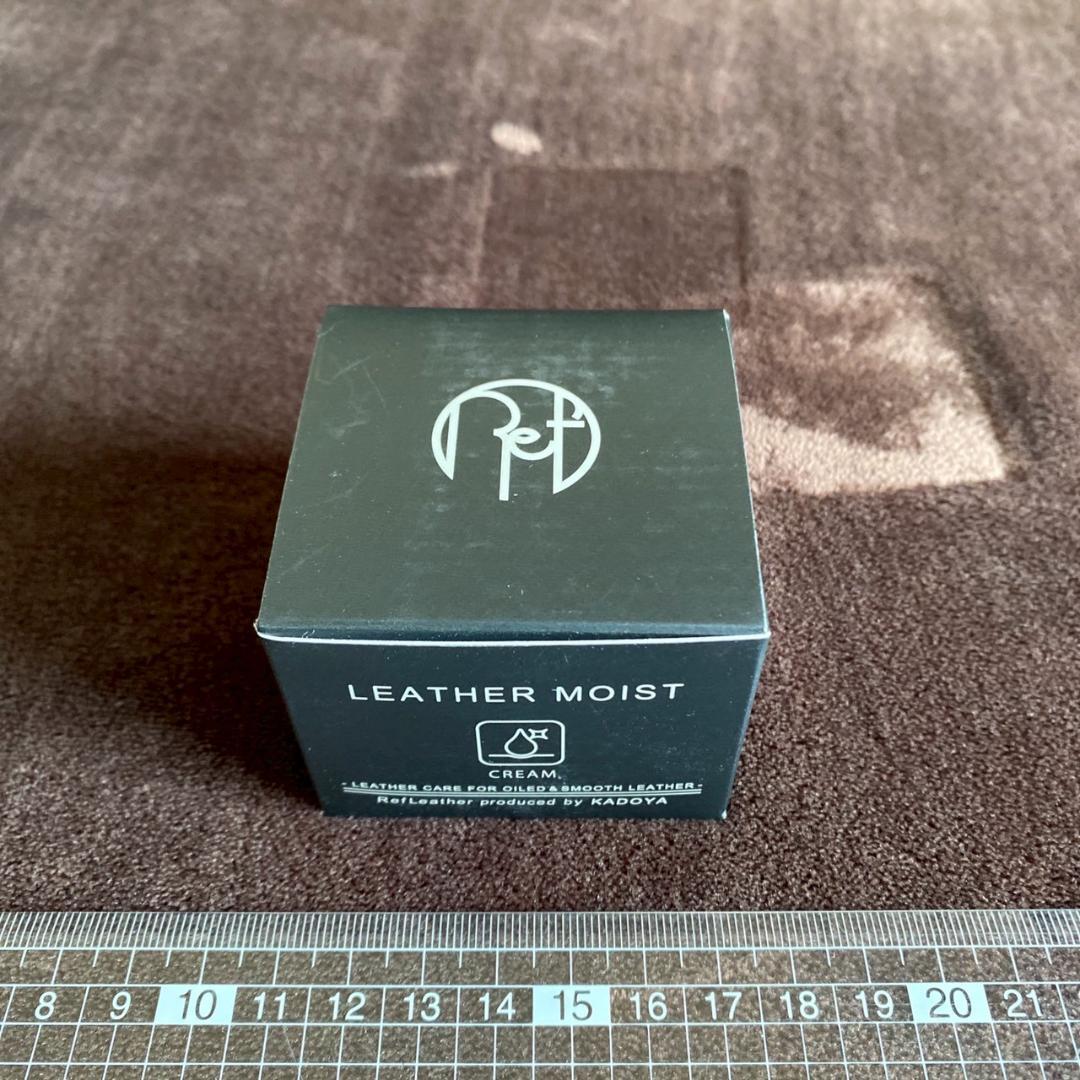 Ref
LEATHER MOIST
CREAM
- LEATHER CARE FOR OILED & SMOOTH LEATHER -
RefLeather produced by KADOYA
8 9 10 11 12 13 14 15 16 17 18 19 20 21